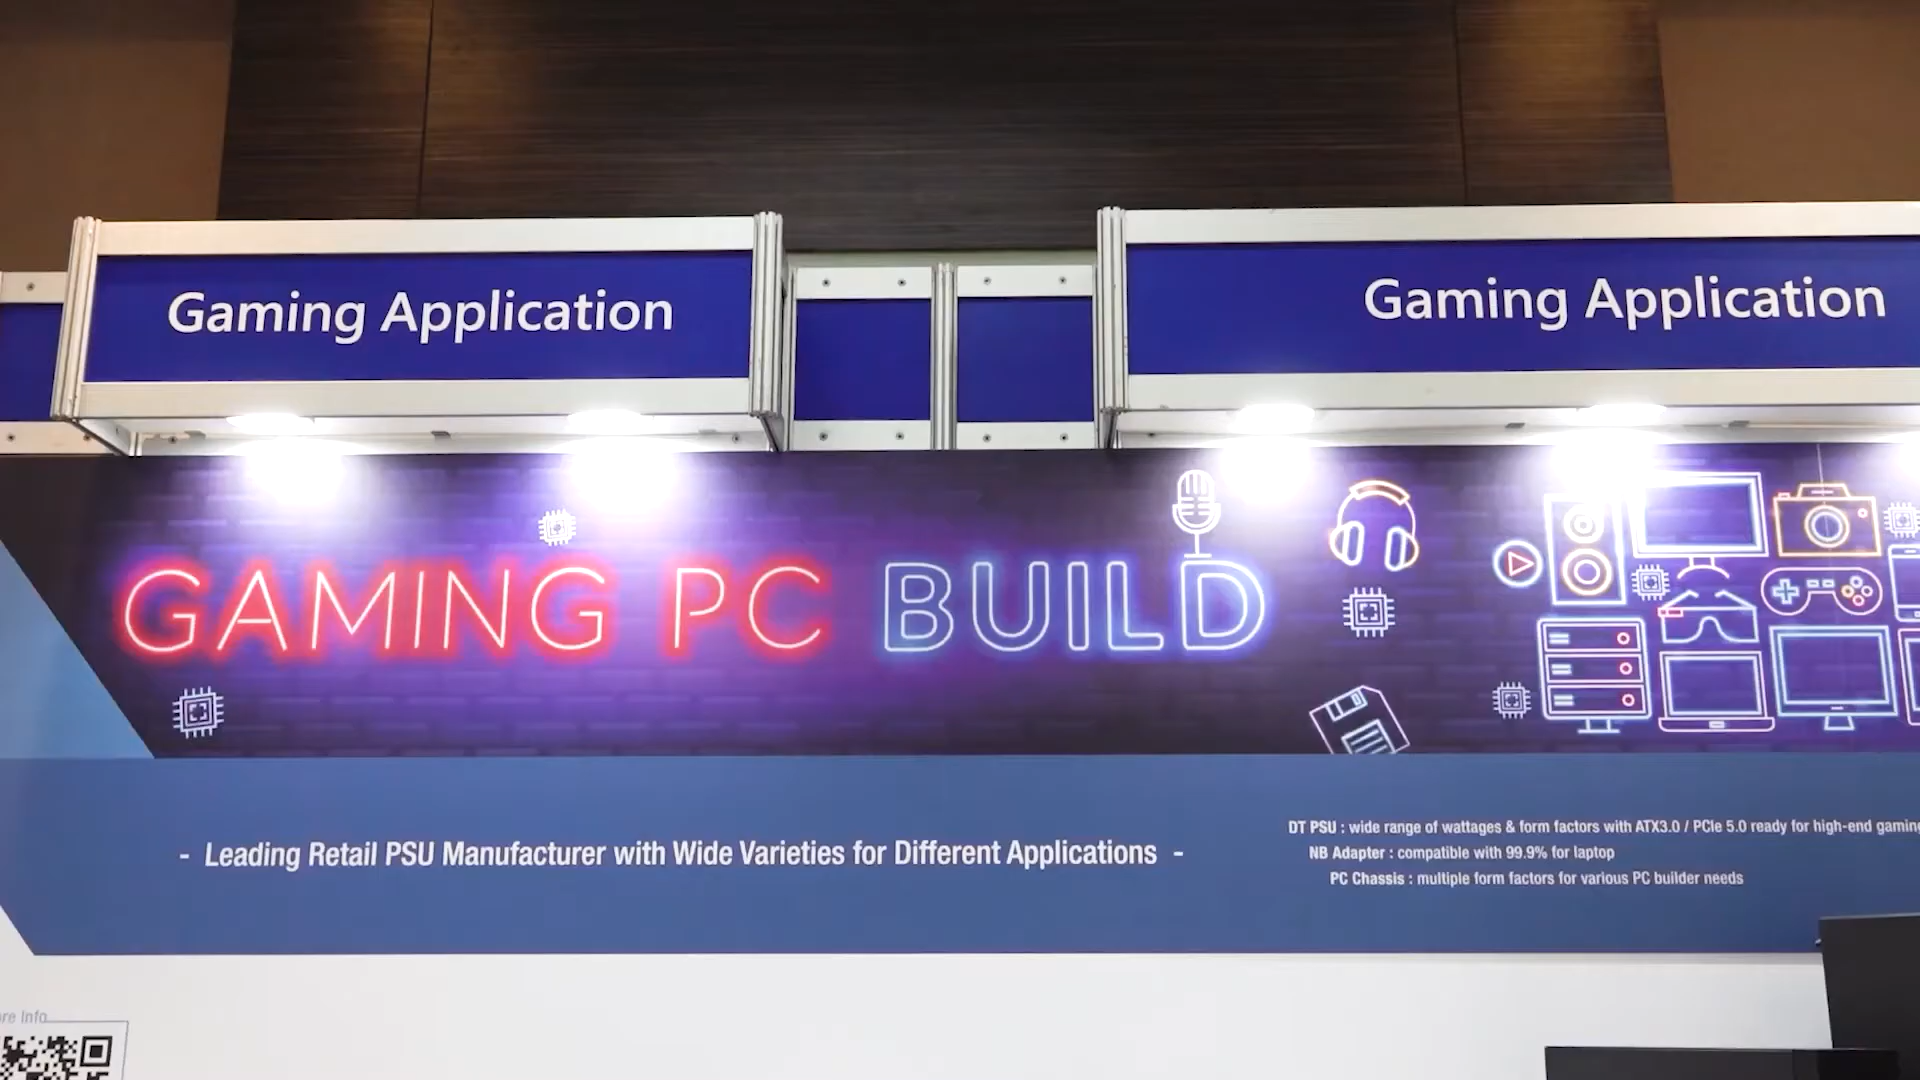 Gaming Application
Gaming Application
GAMING PC BUILD
- Leading Retail PSU Manufacturer with Wide Varieties for Different Applications -
DT PSU : wide range of wattages & form factors with ATX3.0 / PCIe 5.0 ready for high-end gaming
NB Adapter : compatible with 99.9% for laptop
PC Chassis : multiple form factors for various PC builder needs
Info